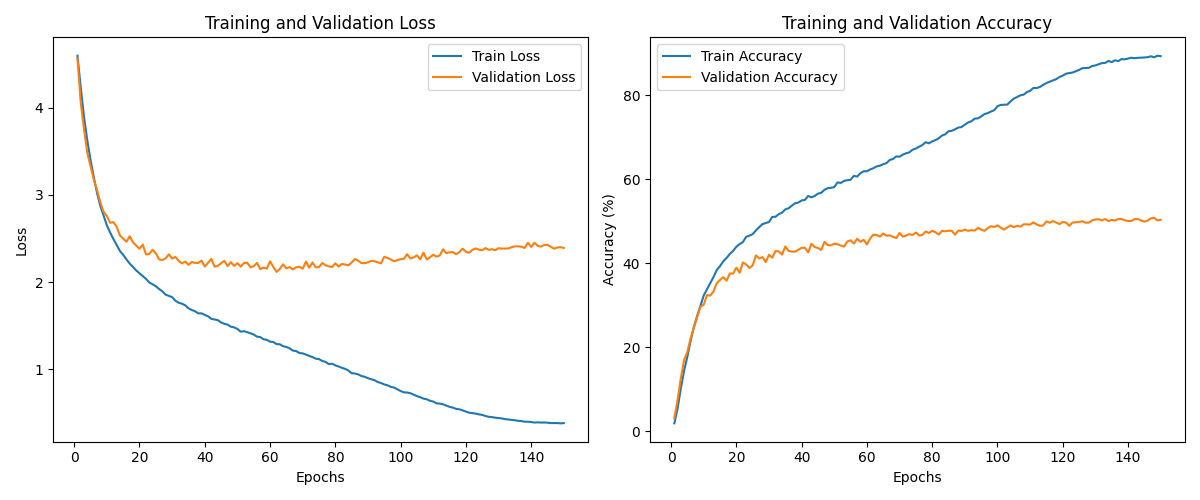 Training and Validation Loss
Train Loss
Validation Loss
4
3
2
1
Loss
0 20 40 60 80 100 120 140
Epochs
Training and Validation Accuracy
Train Accuracy
Validation Accuracy
80
60
40
20
0
Accuracy (%)
0 20 40 60 80 100 120 140
Epochs